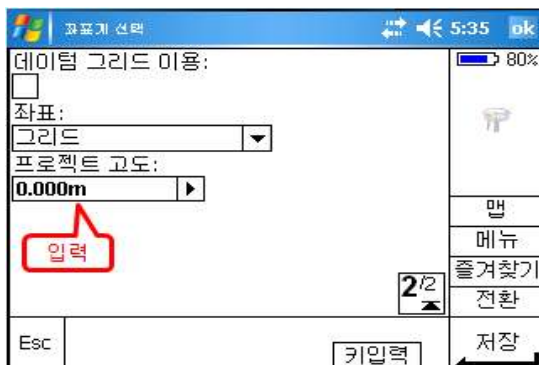 좌표계 선택 5:35 ok
데이텀 그리드 이용: 80%
좌표:
그리드
프로젝트 고도:
0.000m
입력
맵
메뉴
즐겨찾기
2/2 전환
Esc 키입력 저장